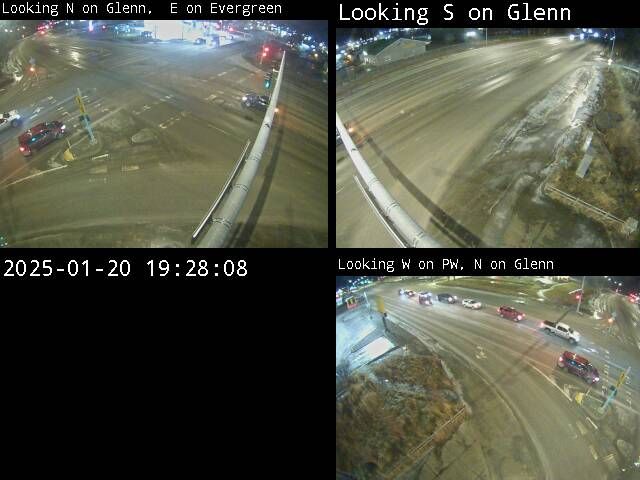 Looking N on Glenn,  E on Evergreen
Looking S on Glenn
2025-01-20 19:28:08
Looking W on PW, N on Glenn